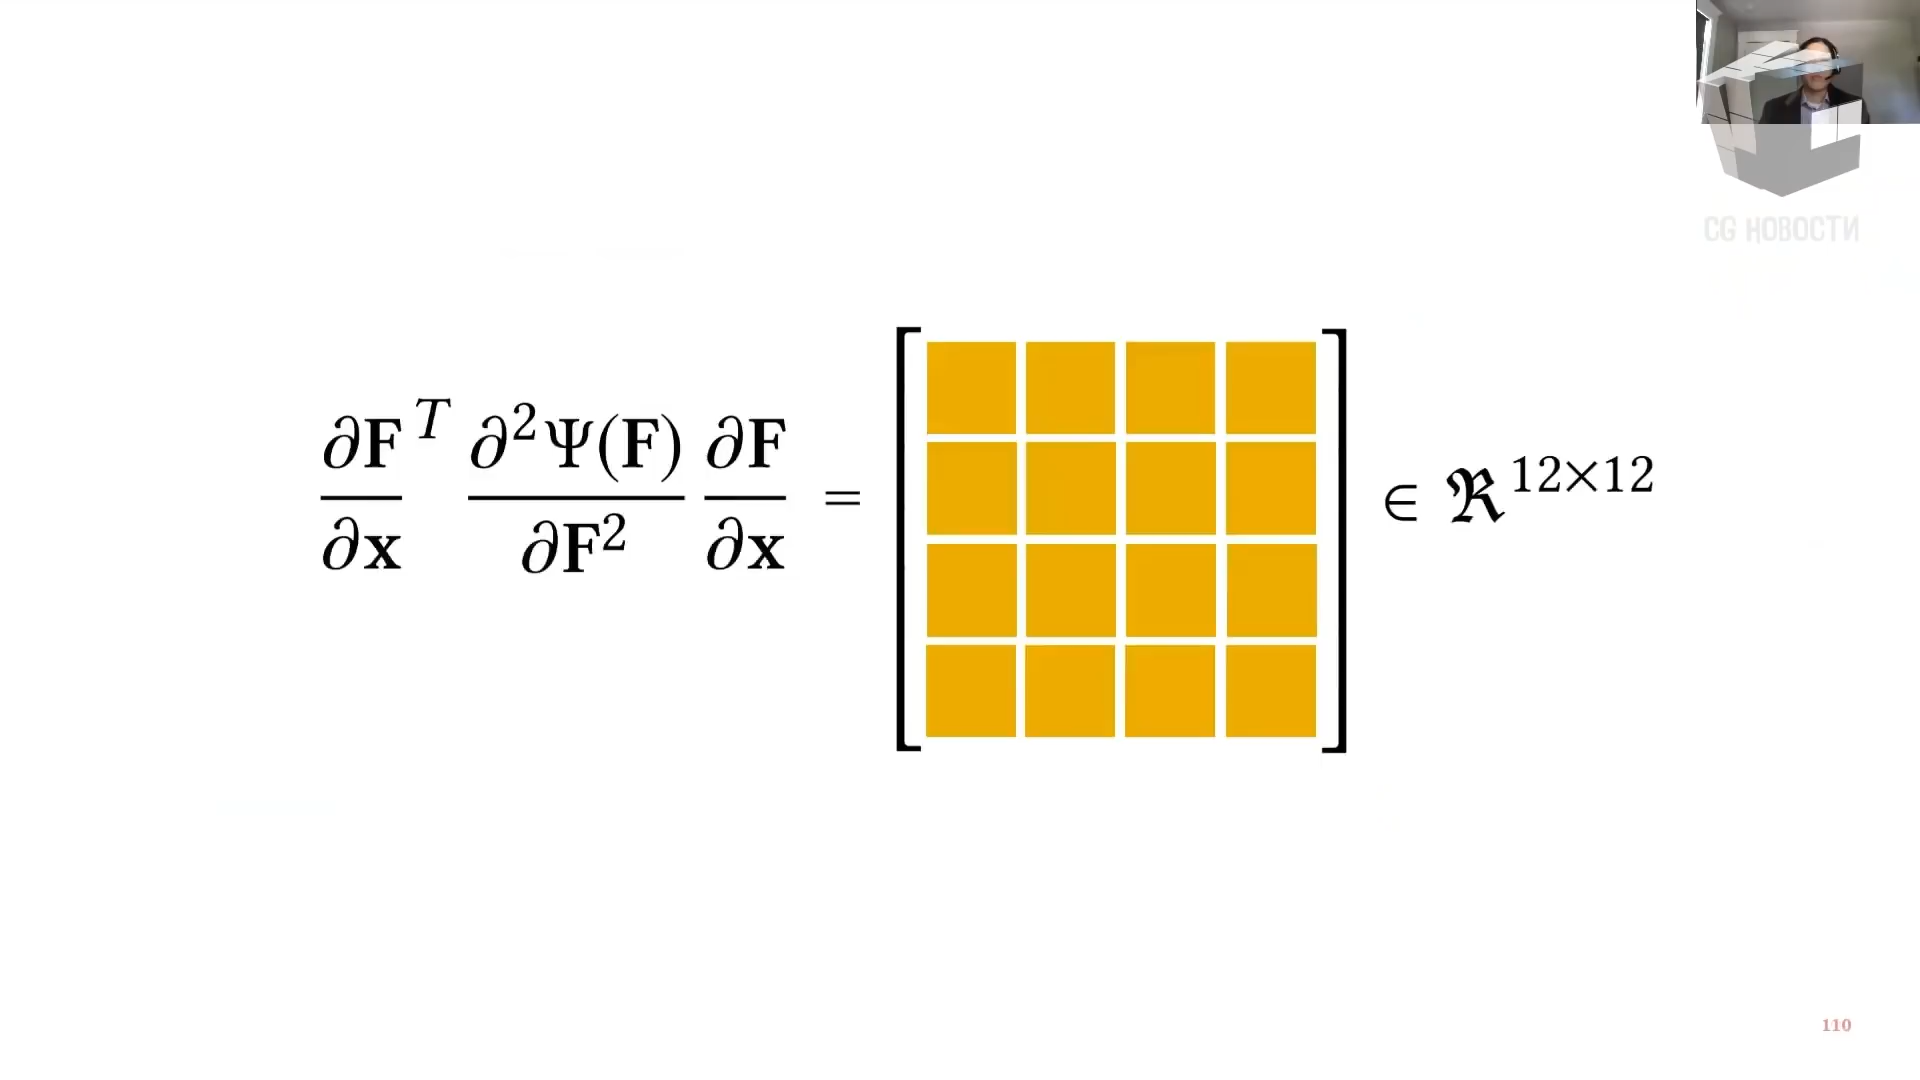 CG НОВОСТИ
∂F^T/∂x ∂²Ψ(F)/∂F² ∂F/∂x = [ ] ∈ ℜ^12×12
110